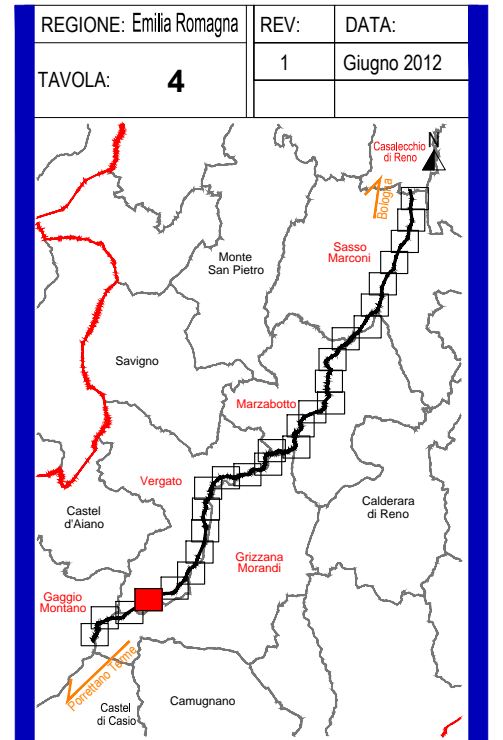 REGIONE: Emilia Romagna
REV:
DATA:
TAVOLA: 4
1
Giugno 2012
Casalecchio
di Reno
N
Bologna
Sasso
Marconi
Monte
San Pietro
Savigno
Marzabotto
Vergato
Castel
d'Aiano
Calderara
di Reno
Grizzana
Morandi
Gaggio
Montano
Porrettano Terme
Castel
di Casio
Camugnano